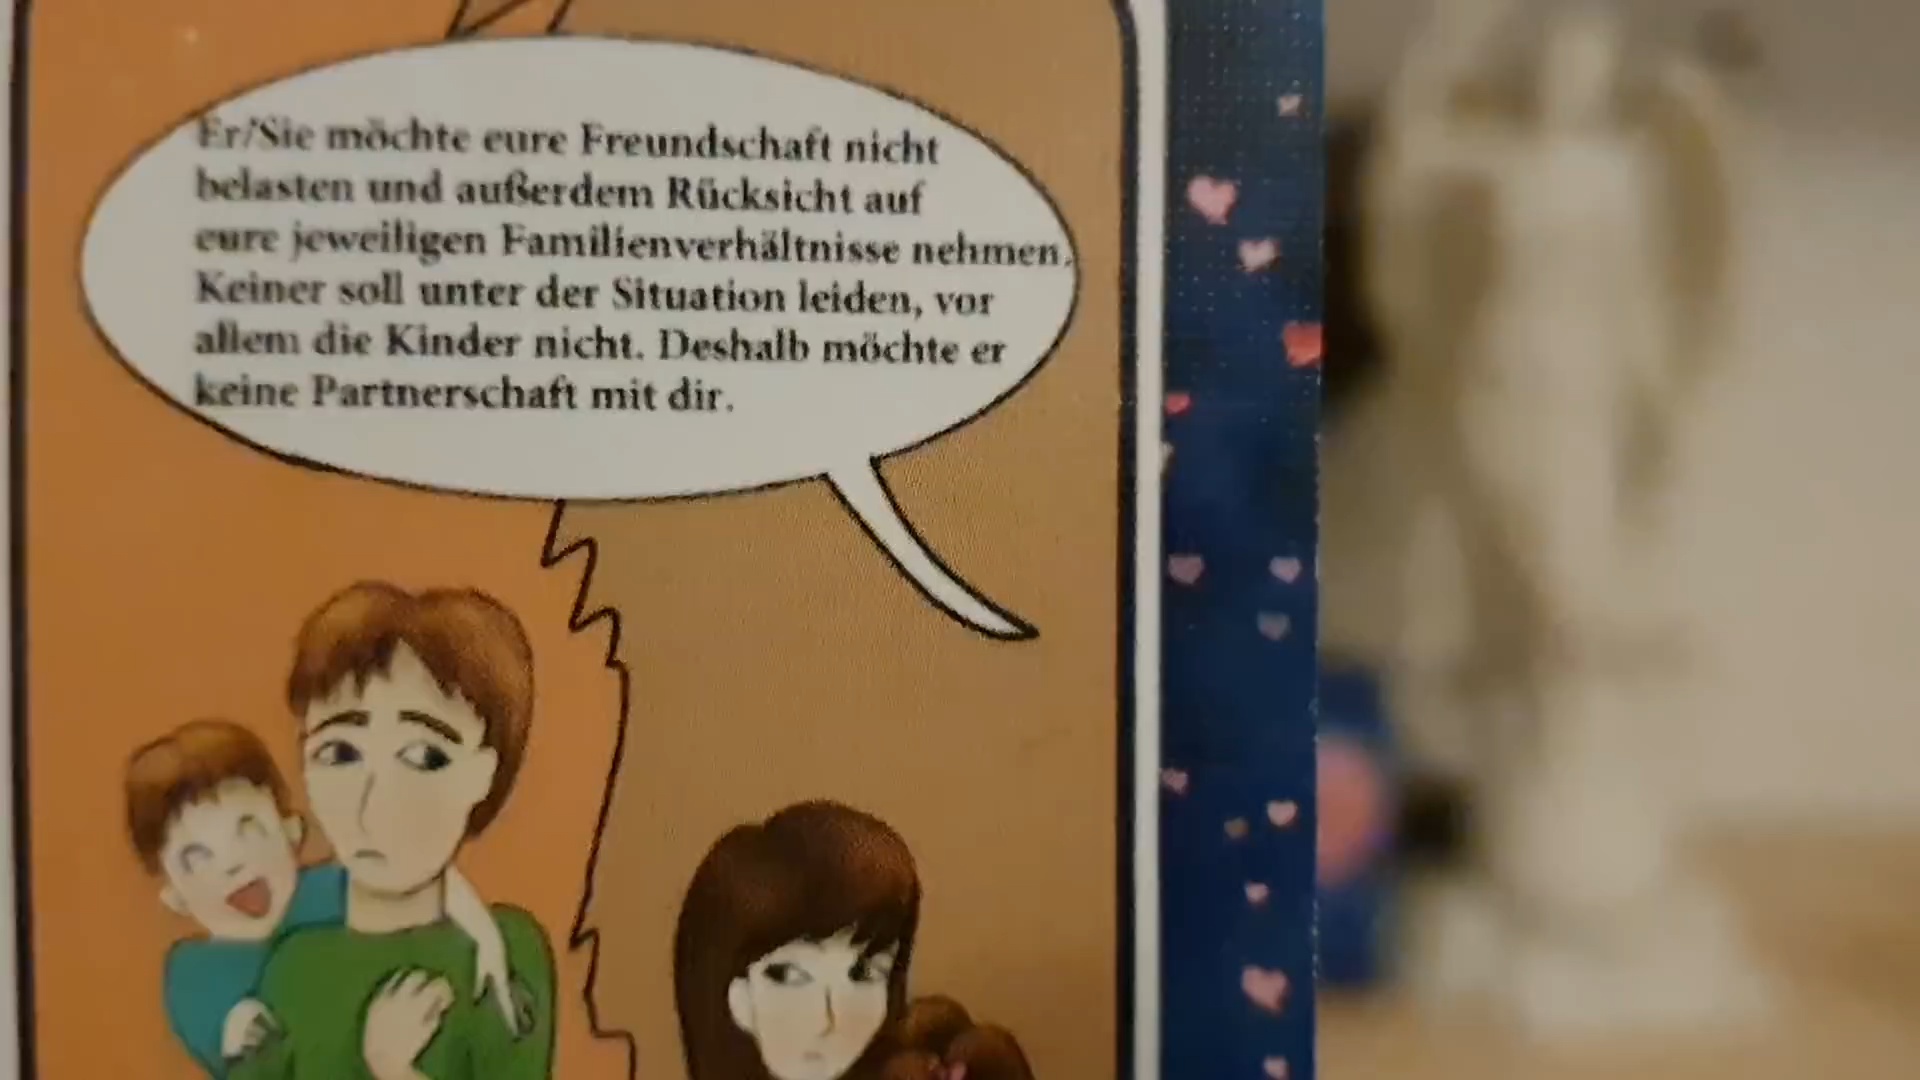 Er/Sie möchte eure Freundschaft nicht
belasten und außerdem Rücksicht auf
eure jeweiligen Familienverhältnisse nehmen.
Keiner soll unter der Situation leiden, vor
allem die Kinder nicht. Deshalb möchte er
keine Partnerschaft mit dir.